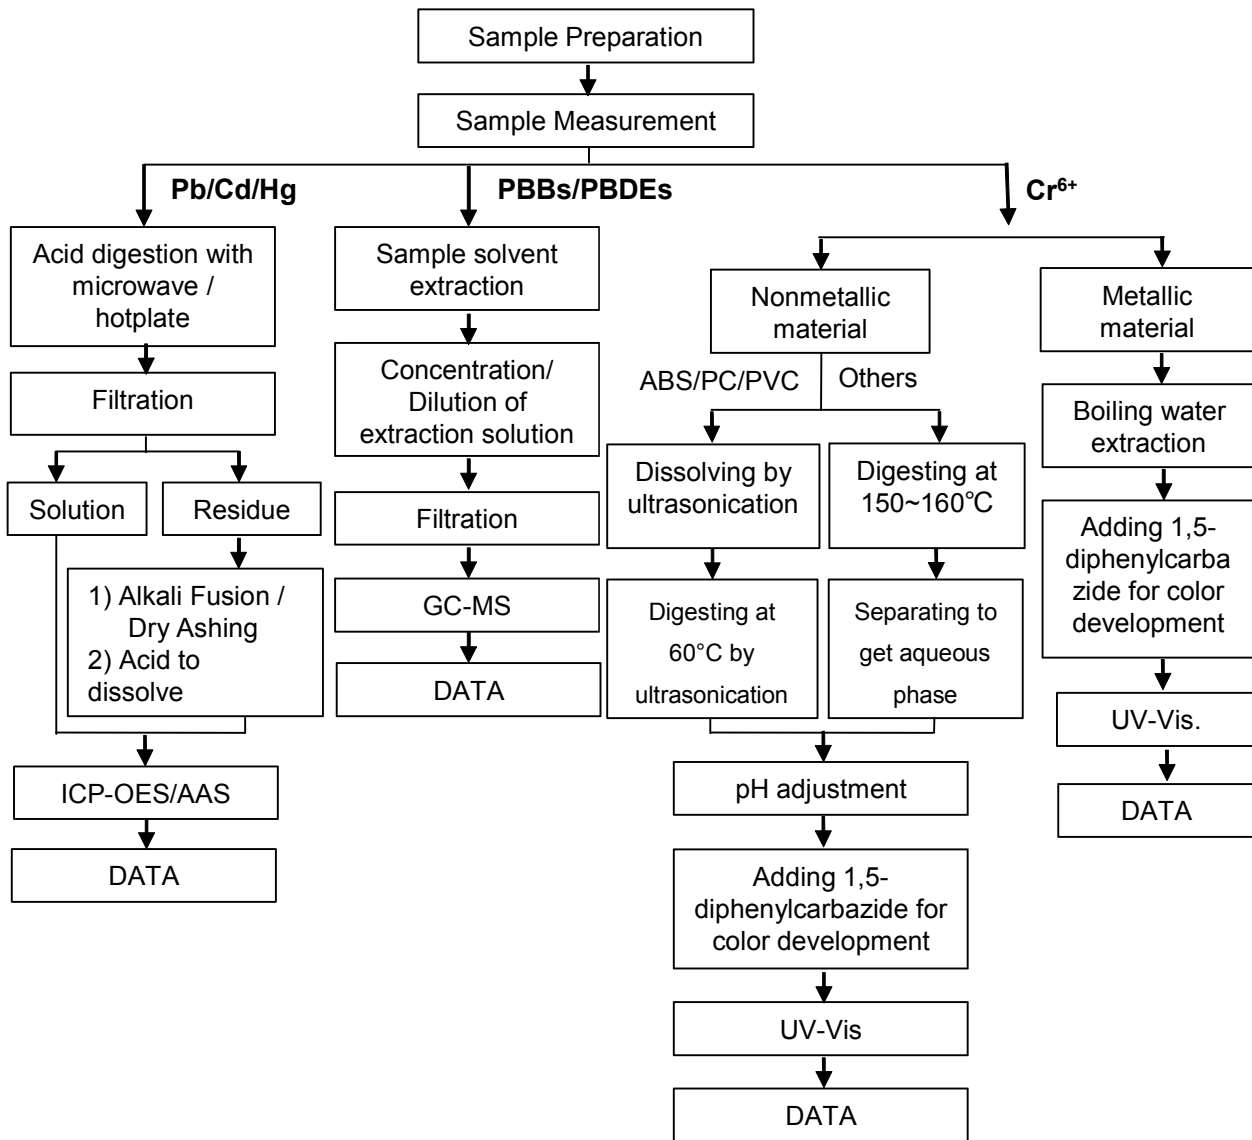 Sample Preparation
Sample Measurement
Pb/Cd/Hg
PBBs/PBDEs
Cr⁶⁺
Acid digestion with
microwave /
hotplate
Filtration
Solution
Residue
1) Alkali Fusion /
Dry Ashing
2) Acid to
dissolve
ICP-OES/AAS
DATA
Sample solvent
extraction
Concentration/
Dilution of
extraction solution
Filtration
GC-MS
DATA
Nonmetallic
material
ABS/PC/PVC
Others
Dissolving by
ultrasonication
Digesting at
60°C by
ultrasonication
Digesting at
150~160℃
Separating to
get aqueous
phase
pH adjustment
Adding 1,5-
diphenylcarbazide for
color development
UV-Vis
DATA
Metallic
material
Boiling water
extraction
Adding 1,5-
diphenylcarba
zide for color
development
UV-Vis.
DATA